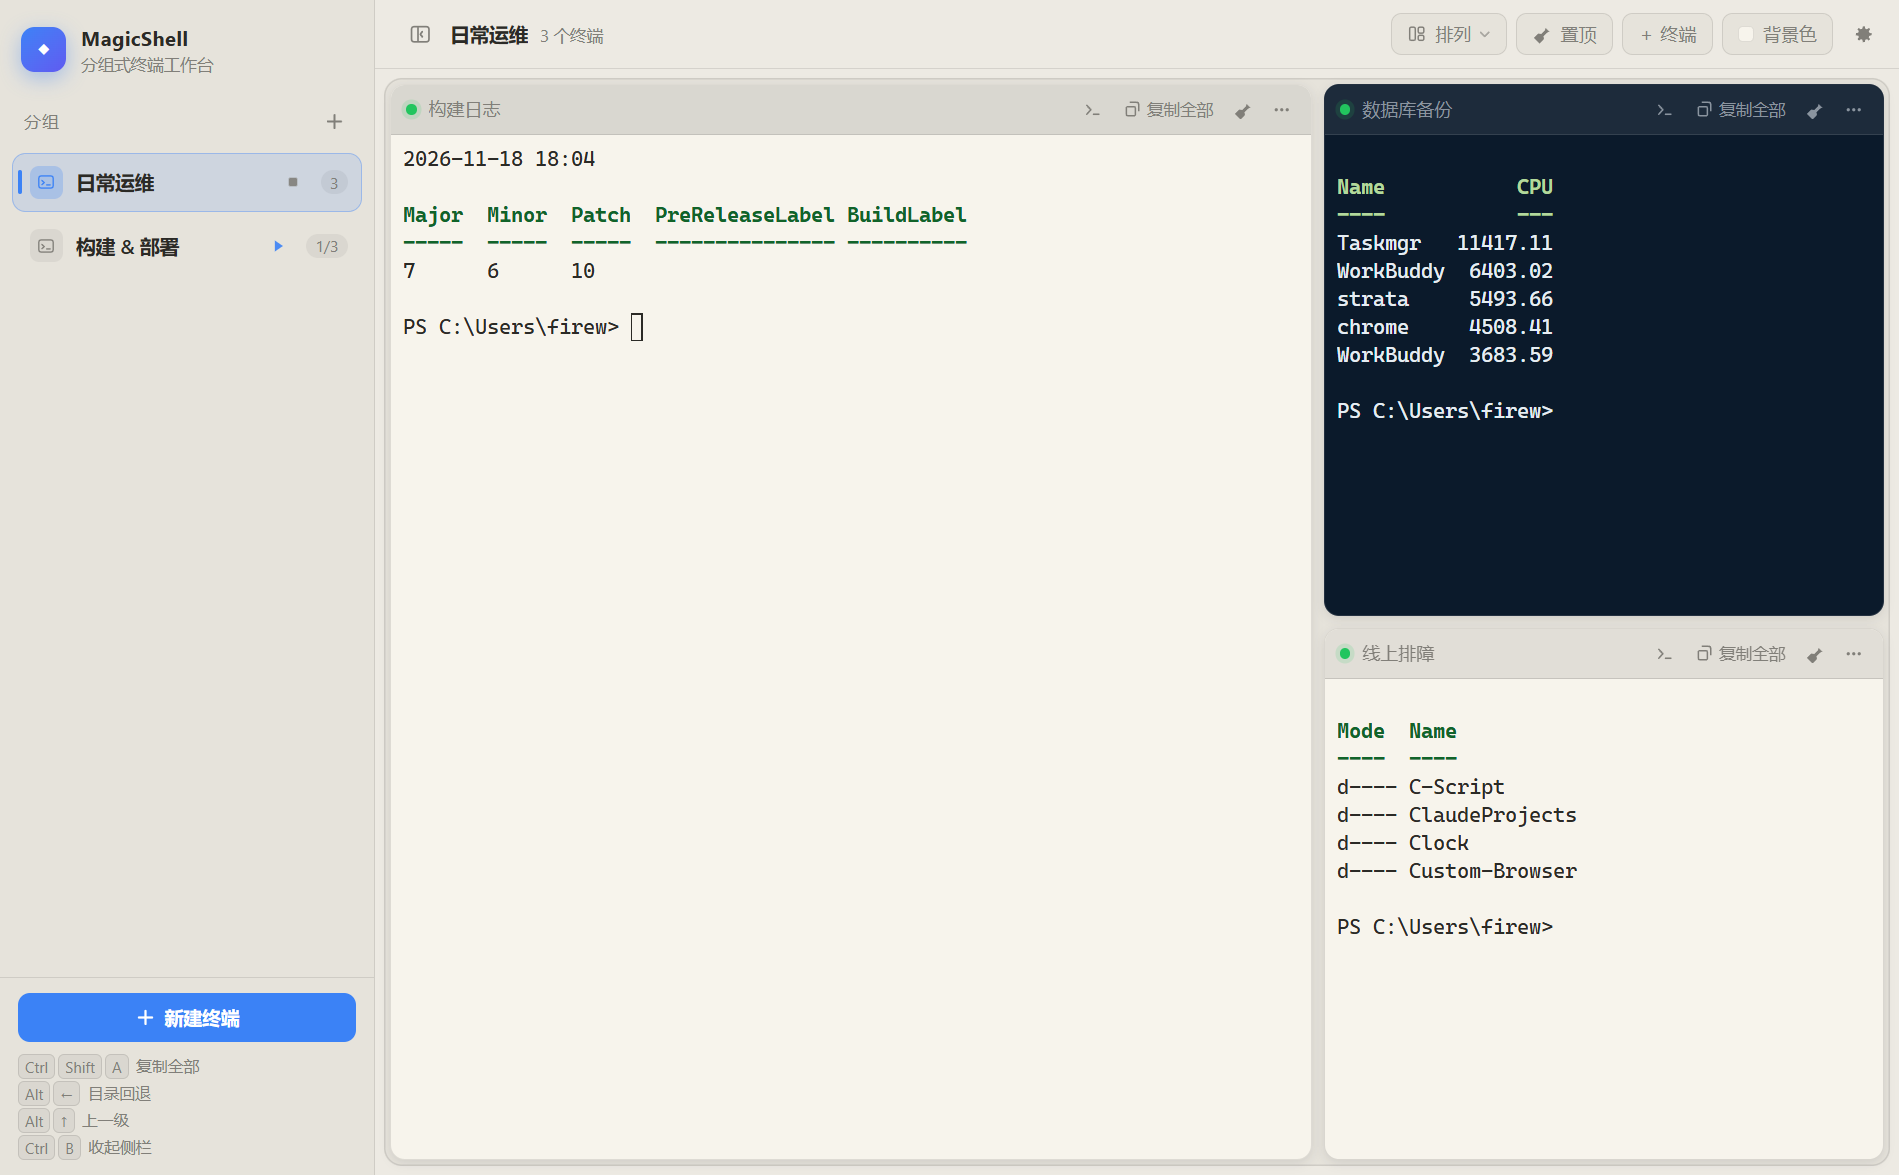 MagicShell
分组式终端工作台
分组
日常运维 3
构建 & 部署 1/3
+ 新建终端
Ctrl Shift A 复制全部
Alt ← 目录回退
Alt ↑ 上一级
Ctrl B 收起侧栏
日常运维 3 个终端
排列 置顶 + 终端 背景色
构建日志 复制全部
2026-11-18 18:04
Major Minor Patch PreReleaseLabel BuildLabel
----- ----- ----- --------------- ----------
7 6 10
PS C:\Users\firew>
数据库备份 复制全部
Name CPU
---- ---
Taskmgr 11417.11
WorkBuddy 6403.02
strata 5493.66
chrome 4508.41
WorkBuddy 3683.59
PS C:\Users\firew>
线上排障 复制全部
Mode Name
---- ----
d---- C-Script
d---- ClaudeProjects
d---- Clock
d---- Custom-Browser
PS C:\Users\firew>